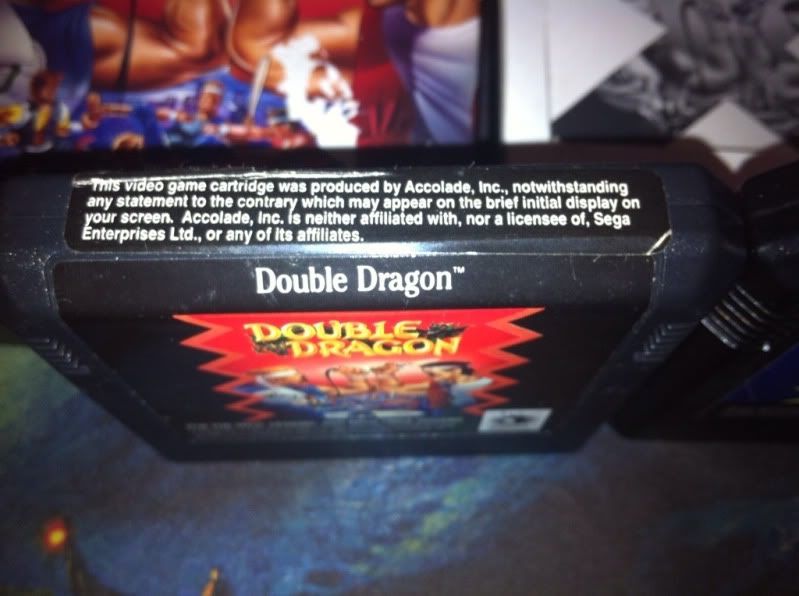 This video game cartridge was produced by Accolade, Inc., notwithstanding
any statement to the contrary which may appear on the brief initial display on
your screen. Accolade, Inc. is neither affiliated with, nor a licensee of, Sega
Enterprises Ltd., or any of its affiliates.
Double Dragon™
DOUBLE
DRAGON